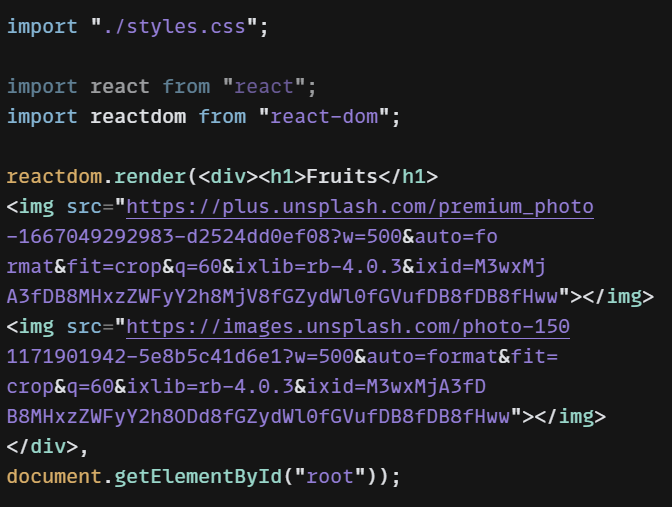 import "./styles.css";
import react from "react";
import reactdom from "react-dom";
reactdom.render(<div><h1>Fruits</h1>
<img src="https://plus.unsplash.com/premium_photo
-1667049292983-d2524dd0ef08?w=500&auto=fo
rmat&fit=crop&q=60&ixlib=rb-4.0.3&ixid=M3wxMj
A3fDB8MHxzZWFyY2h8MjV8fGZydWl0fGVufDB8fDB8fHww"></img>
<img src="https://images.unsplash.com/photo-150
1171901942-5e8b5c41d6e1?w=500&auto=format&fit=
crop&q=60&ixlib=rb-4.0.3&ixid=M3wxMjA3fD
B8MHxzZWFyY2h8ODd8fGZydWl0fGVufDB8fDB8fHww"></img>
</div>,
document.getElementById("root"));